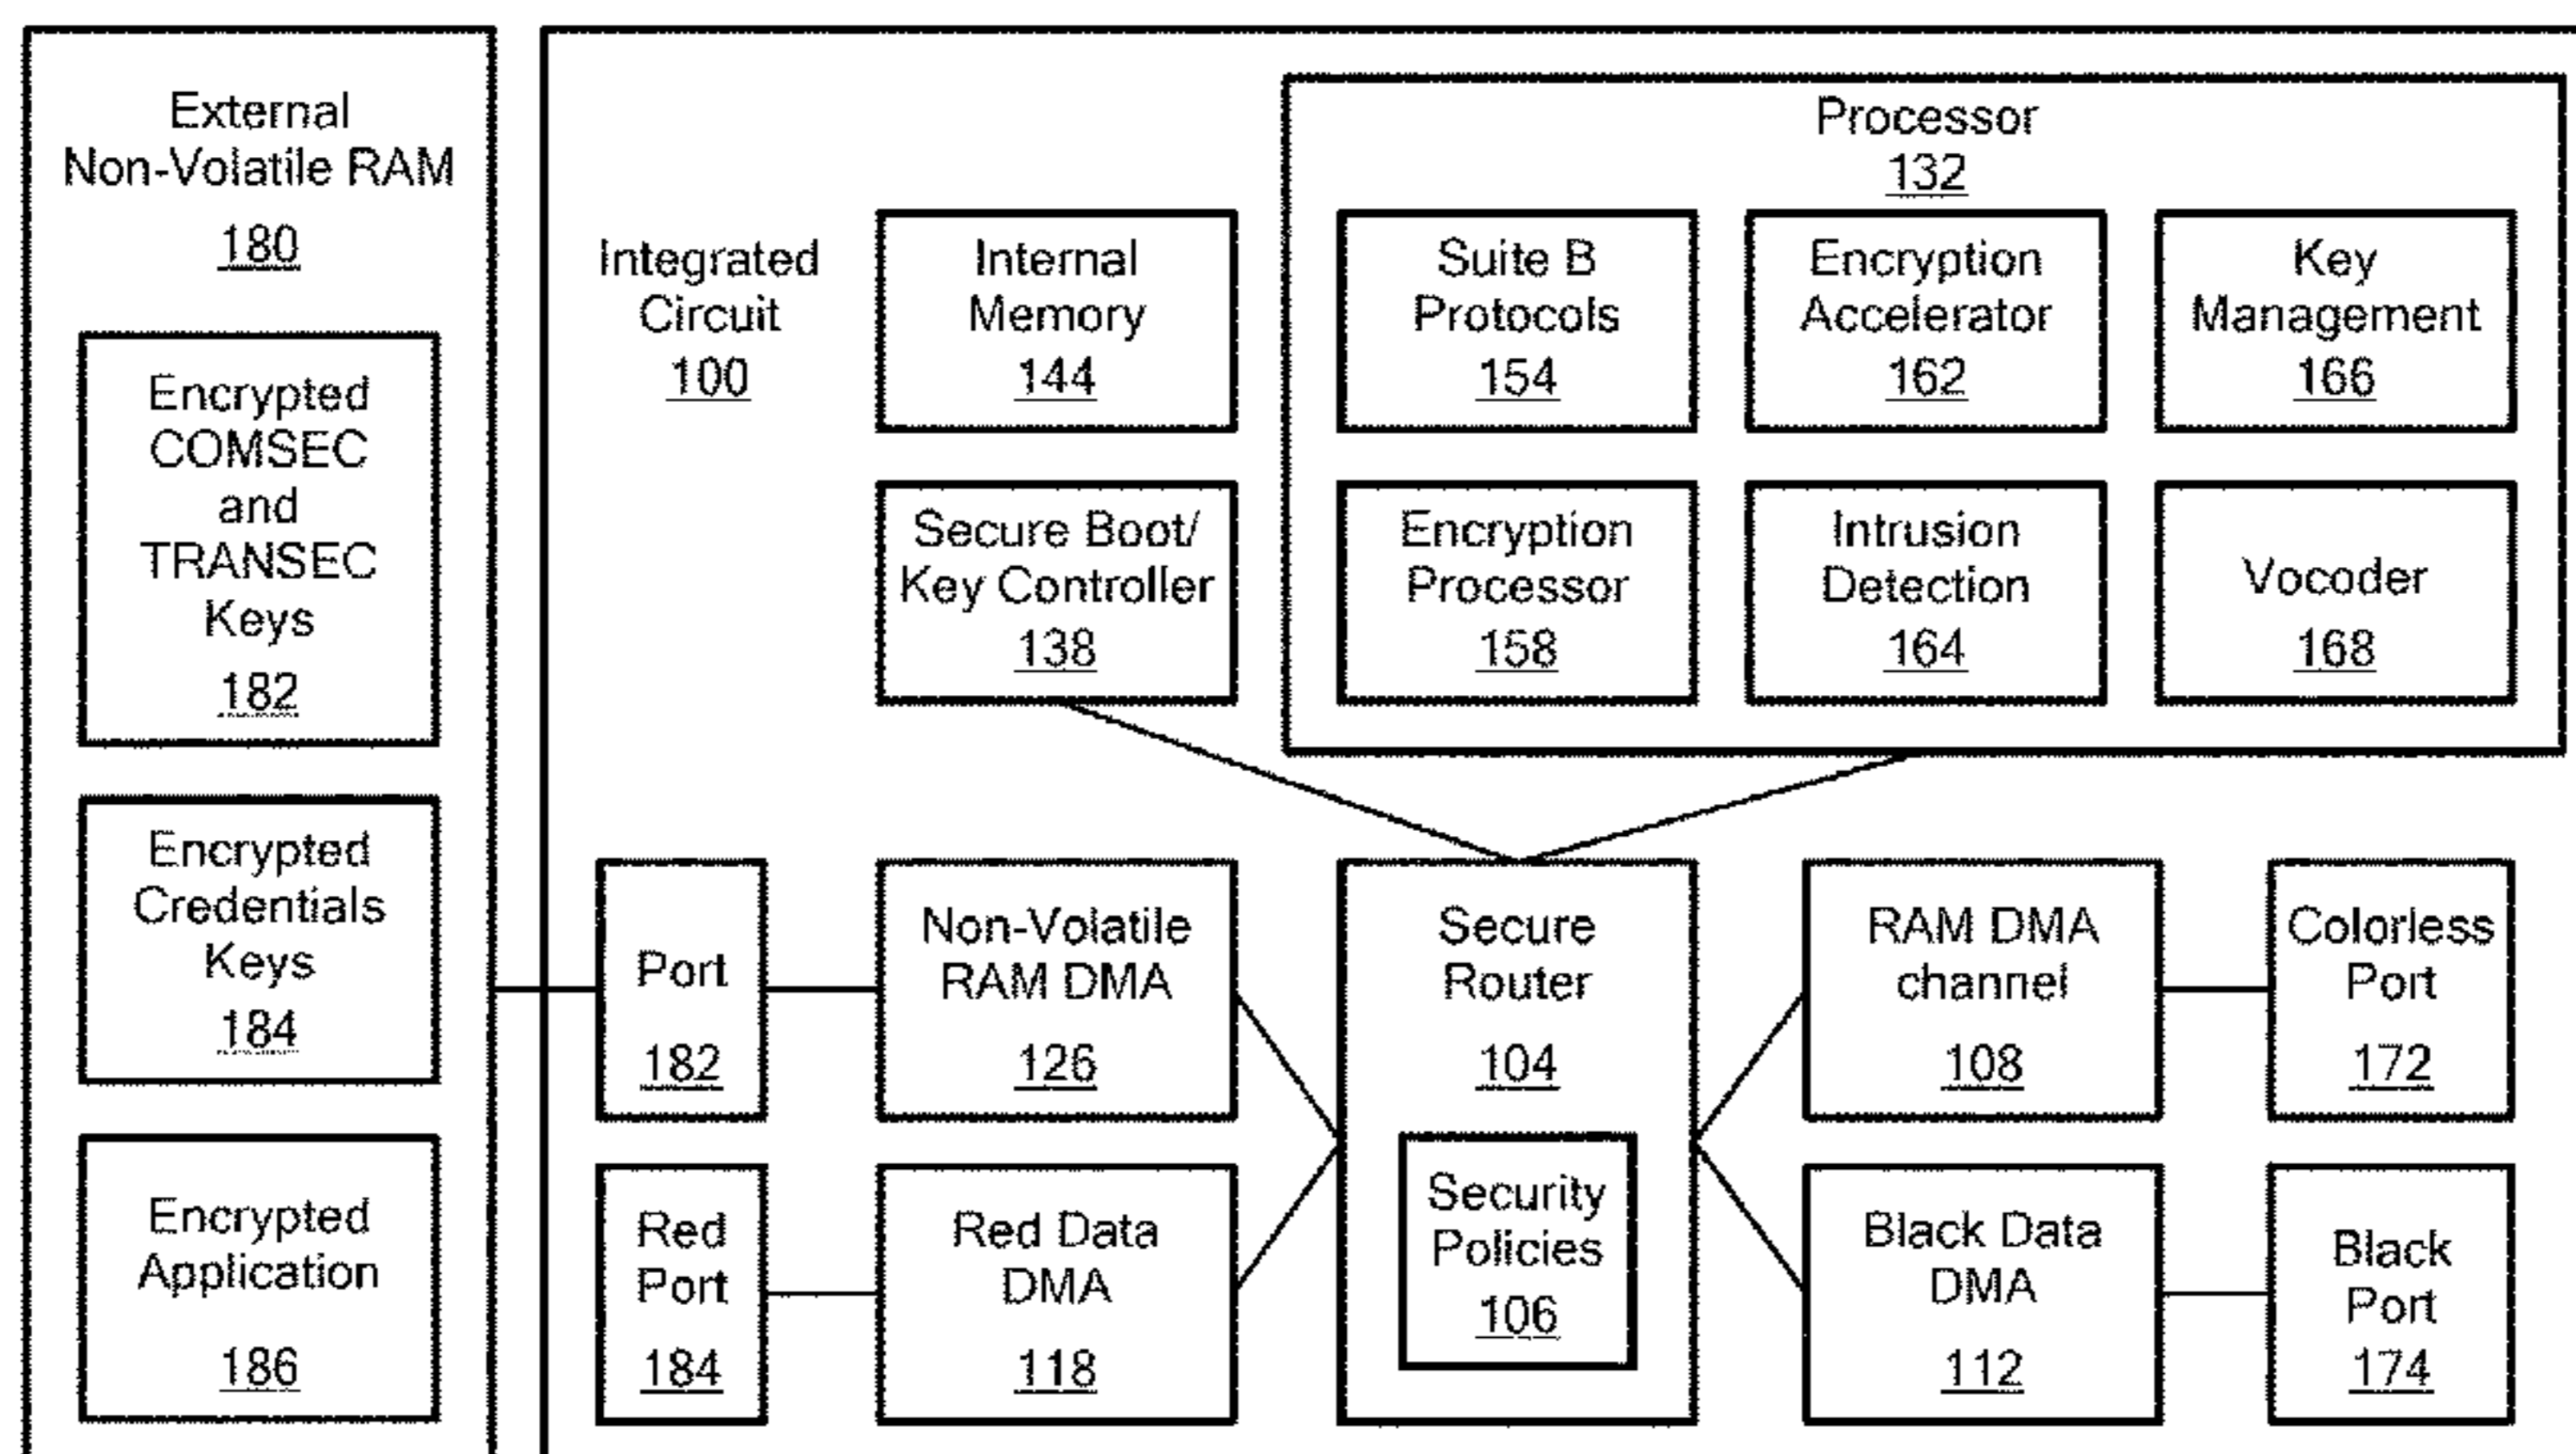 External
Non-Volatile RAM
180
Encrypted
COMSEC
and
TRANSEC
Keys
182
Encrypted
Credentials
Keys
184
Encrypted
Application
186
Integrated
Circuit
100
Internal
Memory
144
Secure Boot/
Key Controller
138
Processor
132
Suite B
Protocols
154
Encryption
Accelerator
162
Key
Management
166
Encryption
Processor
158
Intrusion
Detection
164
Vocoder
168
Port
182
Non-Volatile
RAM DMA
126
Secure
Router
104
Security
Policies
106
RAM DMA
channel
108
Colorless
Port
172
Red
Port
184
Red Data
DMA
118
Black Data
DMA
112
Black
Port
174